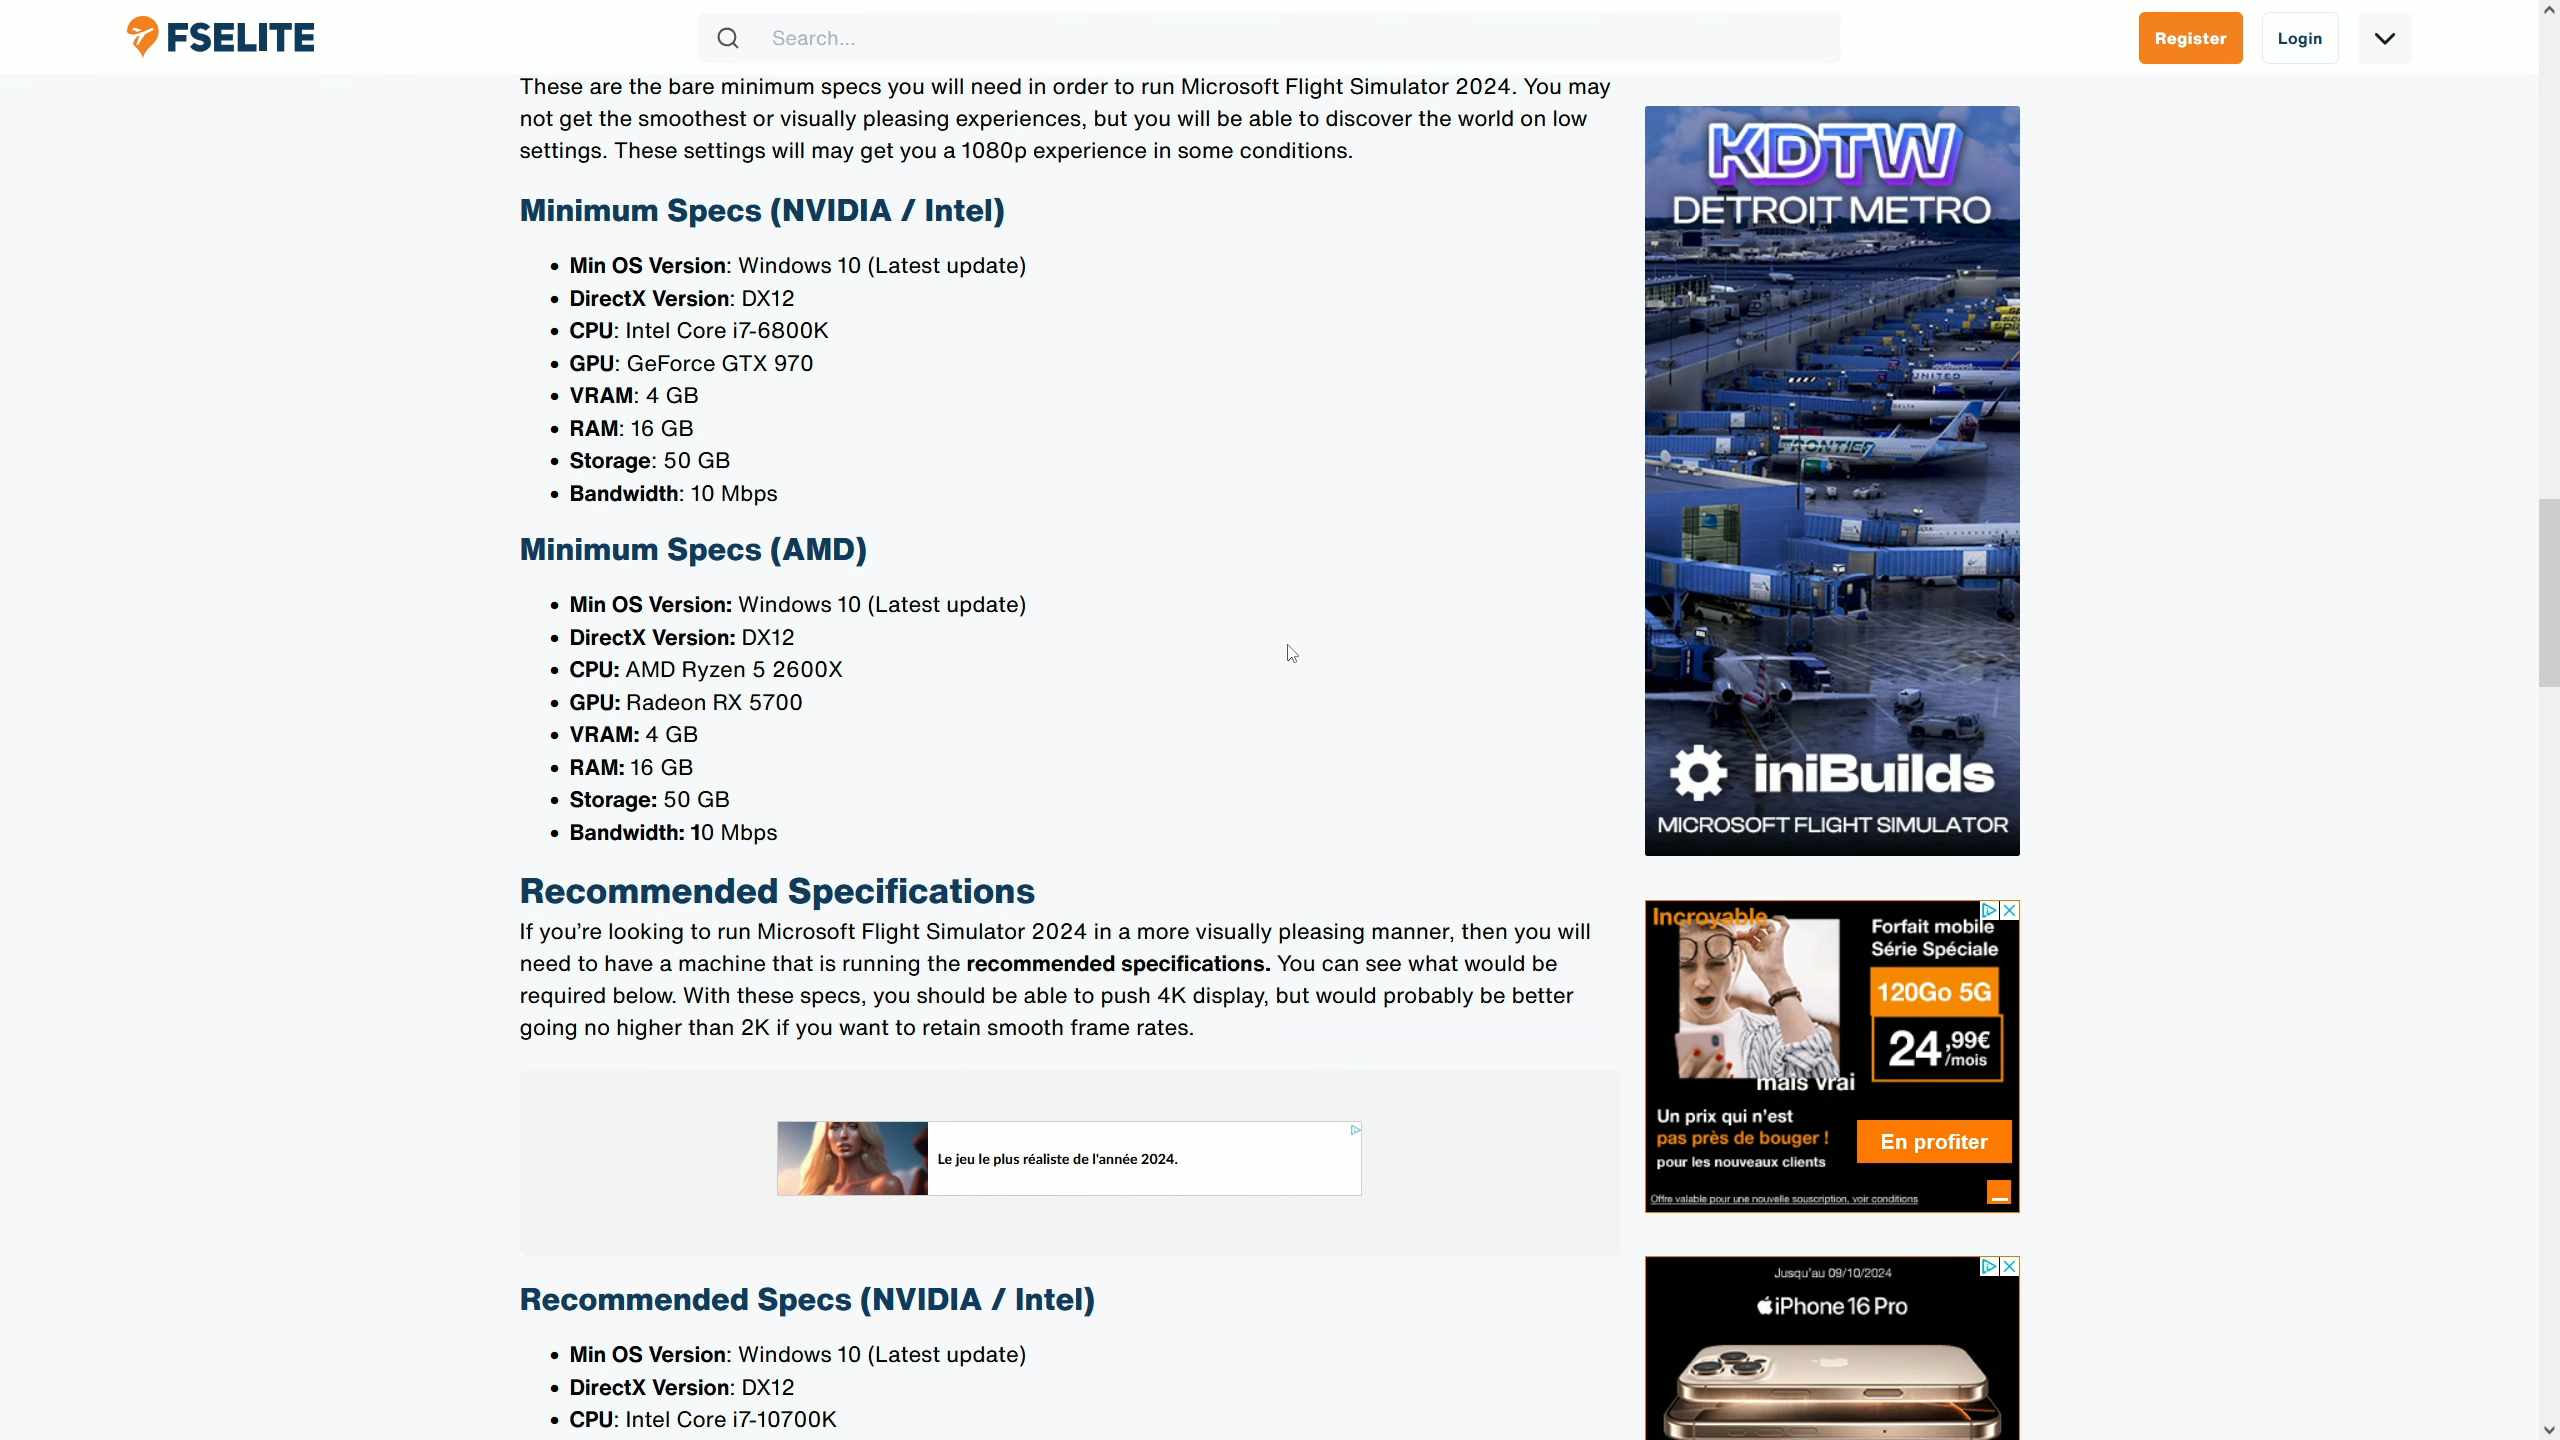 FSELITE
Search...
Register
Login
These are the bare minimum specs you will need in order to run Microsoft Flight Simulator 2024. You may
not get the smoothest or visually pleasing experiences, but you will be able to discover the world on low
settings. These settings will may get you a 1080p experience in some conditions.
Minimum Specs (NVIDIA / Intel)
• Min OS Version: Windows 10 (Latest update)
• DirectX Version: DX12
• CPU: Intel Core i7-6800K
• GPU: GeForce GTX 970
• VRAM: 4 GB
• RAM: 16 GB
• Storage: 50 GB
• Bandwidth: 10 Mbps
Minimum Specs (AMD)
• Min OS Version: Windows 10 (Latest update)
• DirectX Version: DX12
• CPU: AMD Ryzen 5 2600X
• GPU: Radeon RX 5700
• VRAM: 4 GB
• RAM: 16 GB
• Storage: 50 GB
• Bandwidth: 10 Mbps
Recommended Specifications
If you’re looking to run Microsoft Flight Simulator 2024 in a more visually pleasing manner, then you will
need to have a machine that is running the recommended specifications. You can see what would be
required below. With these specs, you should be able to push 4K display, but would probably be better
going no higher than 2K if you want to retain smooth frame rates.
Le jeu le plus réaliste de l'année 2024.
Recommended Specs (NVIDIA / Intel)
• Min OS Version: Windows 10 (Latest update)
• DirectX Version: DX12
• CPU: Intel Core i7-10700K
KDTW
DETROIT METRO
UNITED
DELTA
FRONTIER
iniBuilds
MICROSOFT FLIGHT SIMULATOR
Incroyable
mais vrai
Forfait mobile
Série Spéciale
120Go 5G
24,99€
/mois
Un prix qui n’est
pas près de bouger !
pour les nouveaux clients
En profiter
Offre valable pour une nouvelle souscription, voir conditions
Jusqu'au 09/10/2024
iPhone 16 Pro